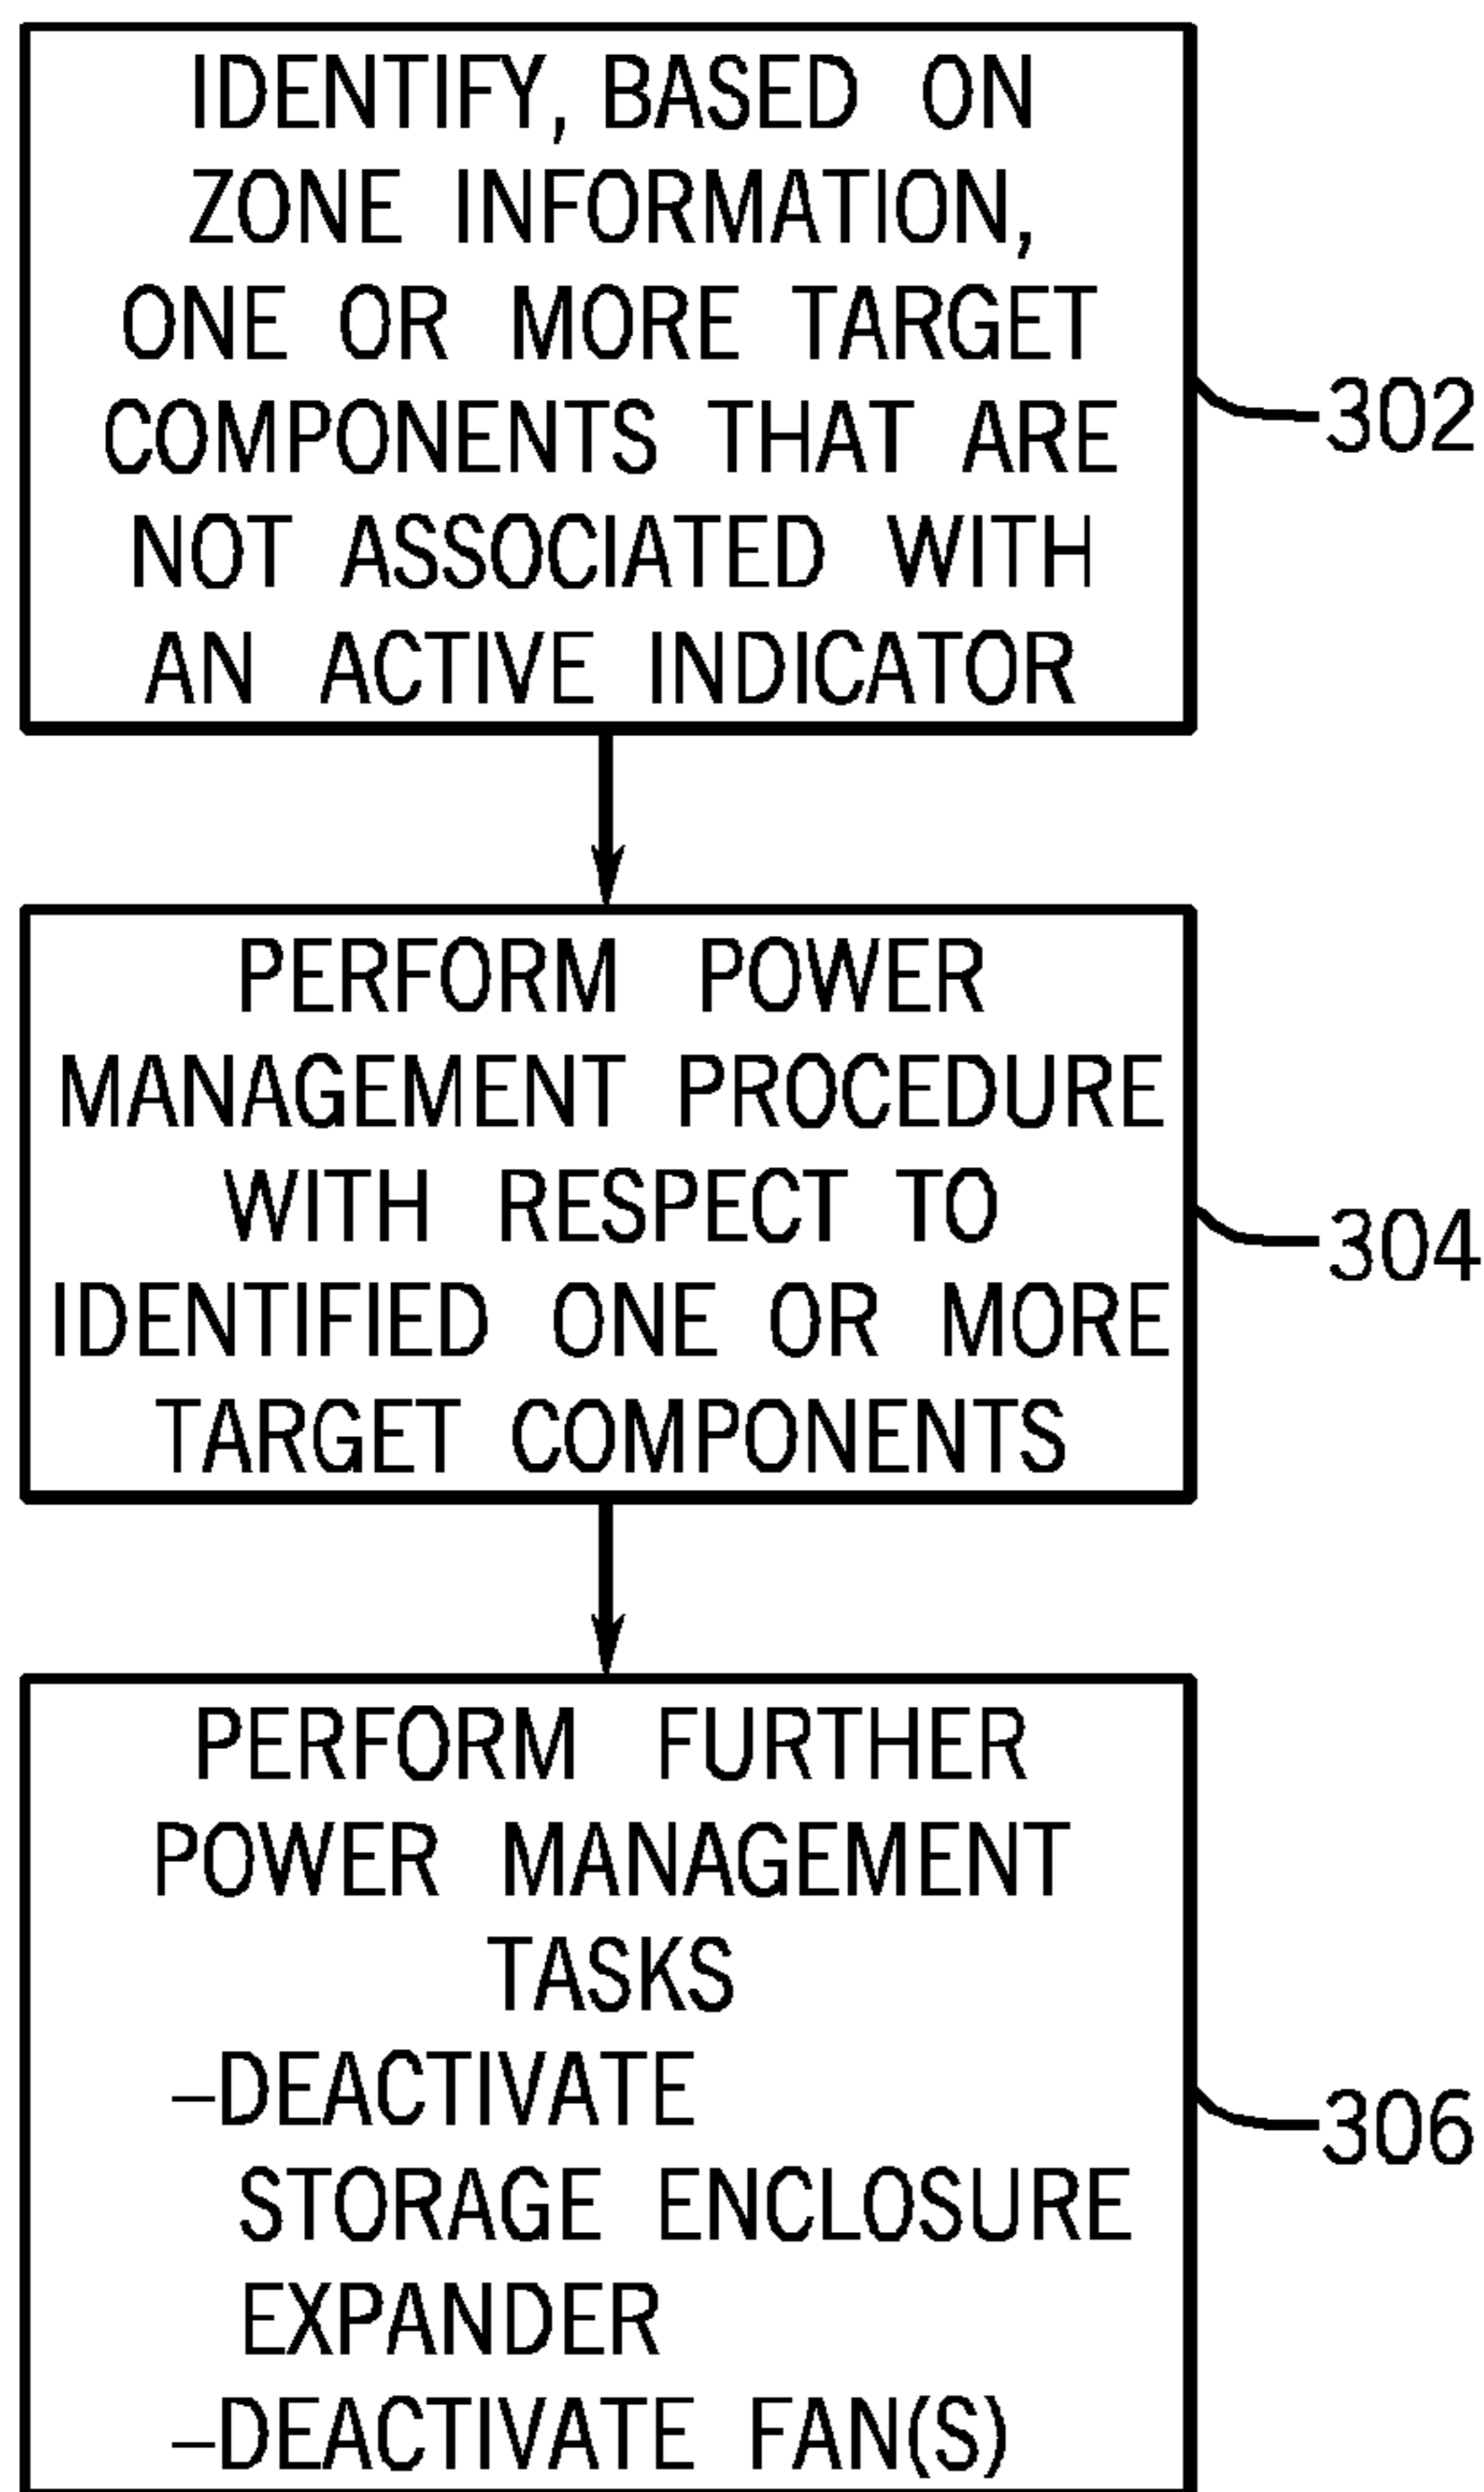 IDENTIFY, BASED ON
ZONE INFORMATION,
ONE OR MORE TARGET
COMPONENTS THAT ARE
NOT ASSOCIATED WITH
AN ACTIVE INDICATOR
302
PERFORM POWER
MANAGEMENT PROCEDURE
WITH RESPECT TO
IDENTIFIED ONE OR MORE
TARGET COMPONENTS
304
PERFORM FURTHER
POWER MANAGEMENT
TASKS
–DEACTIVATE
STORAGE ENCLOSURE
EXPANDER
–DEACTIVATE FAN(S)
306